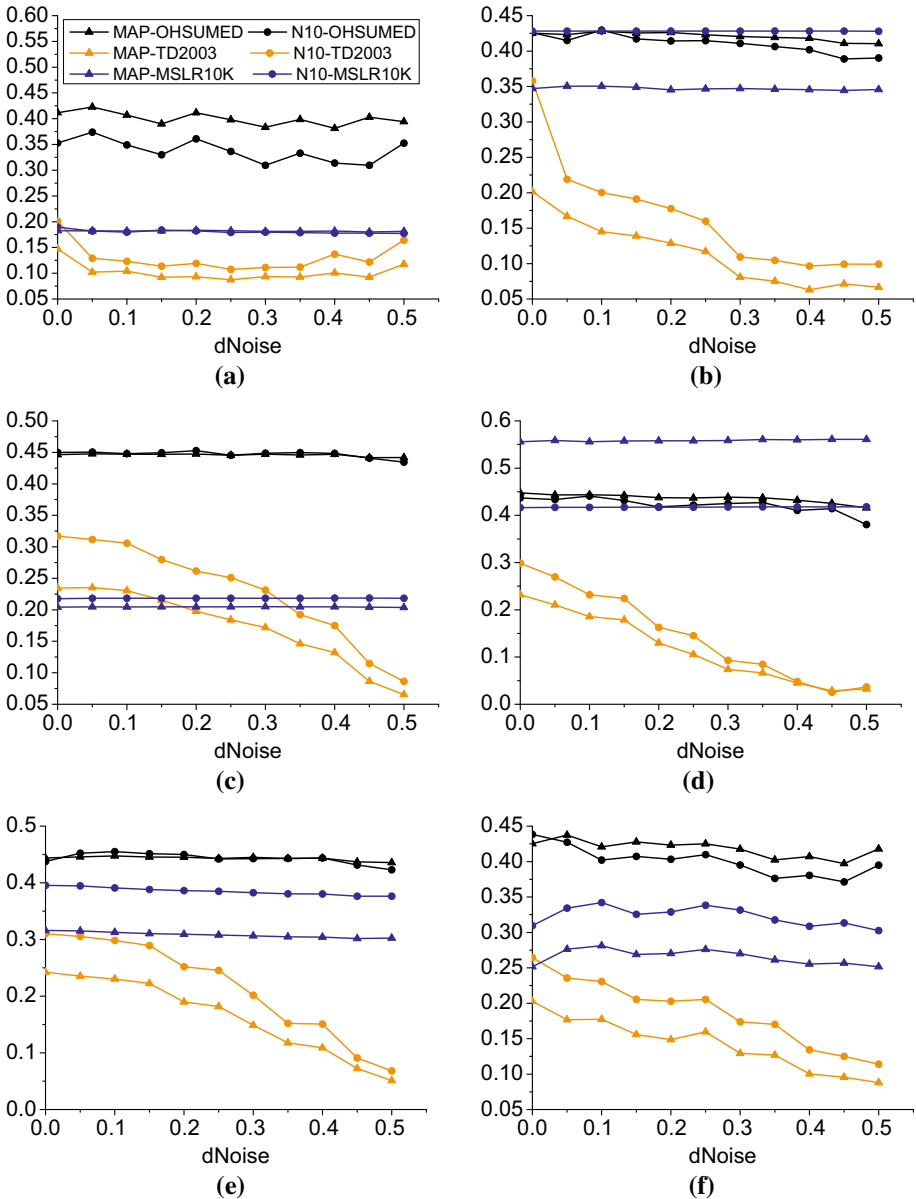 0.60
0.55
0.50
0.45
0.40
0.35
0.30
0.25
0.20
0.15
0.10
0.05
MAP-OHSUMED N10-OHSUMED
MAP-TD2003 N10-TD2003
MAP-MSLR10K N10-MSLR10K
0.0 0.1 0.2 0.3 0.4 0.5
dNoise
(a)
0.45
0.40
0.35
0.30
0.25
0.20
0.15
0.10
0.05
0.0 0.1 0.2 0.3 0.4 0.5
dNoise
(b)
0.50
0.45
0.40
0.35
0.30
0.25
0.20
0.15
0.10
0.05
0.0 0.1 0.2 0.3 0.4 0.5
dNoise
(c)
0.6
0.5
0.4
0.3
0.2
0.1
0.0
0.0 0.1 0.2 0.3 0.4 0.5
dNoise
(d)
0.5
0.4
0.3
0.2
0.1
0.0
0.0 0.1 0.2 0.3 0.4 0.5
dNoise
(e)
0.45
0.40
0.35
0.30
0.25
0.20
0.15
0.10
0.05
0.0 0.1 0.2 0.3 0.4 0.5
dNoise
(f)